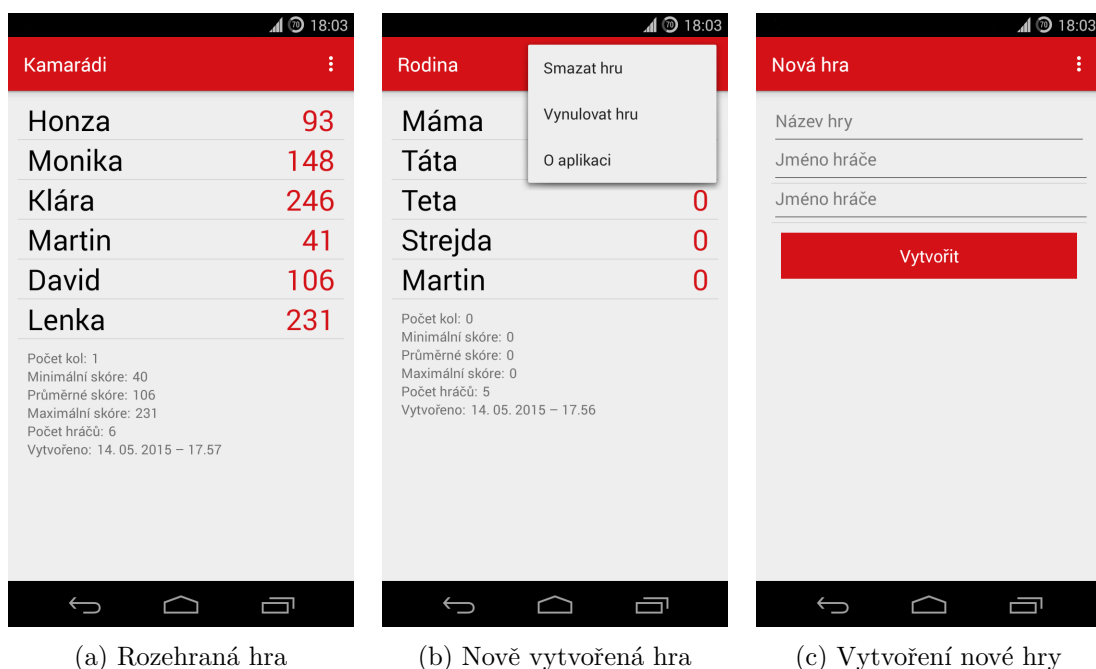 70 18:03
Kamarádi
Honza 93
Monika 148
Klára 246
Martin 41
David 106
Lenka 231
Počet kol: 1
Minimální skóre: 40
Průměrné skóre: 106
Maximální skóre: 231
Počet hráčů: 6
Vytvořeno: 14. 05. 2015 – 17.57
(a) Rozehraná hra
70 18:03
Rodina
Smazat hru
Vynulovat hru
O aplikaci
Máma
Táta
Teta 0
Strejda 0
Martin 0
Počet kol: 0
Minimální skóre: 0
Průměrné skóre: 0
Maximální skóre: 0
Počet hráčů: 5
Vytvořeno: 14. 05. 2015 – 17.56
(b) Nově vytvořená hra
70 18:03
Nová hra
Název hry
Jméno hráče
Jméno hráče
Vytvořit
(c) Vytvoření nové hry